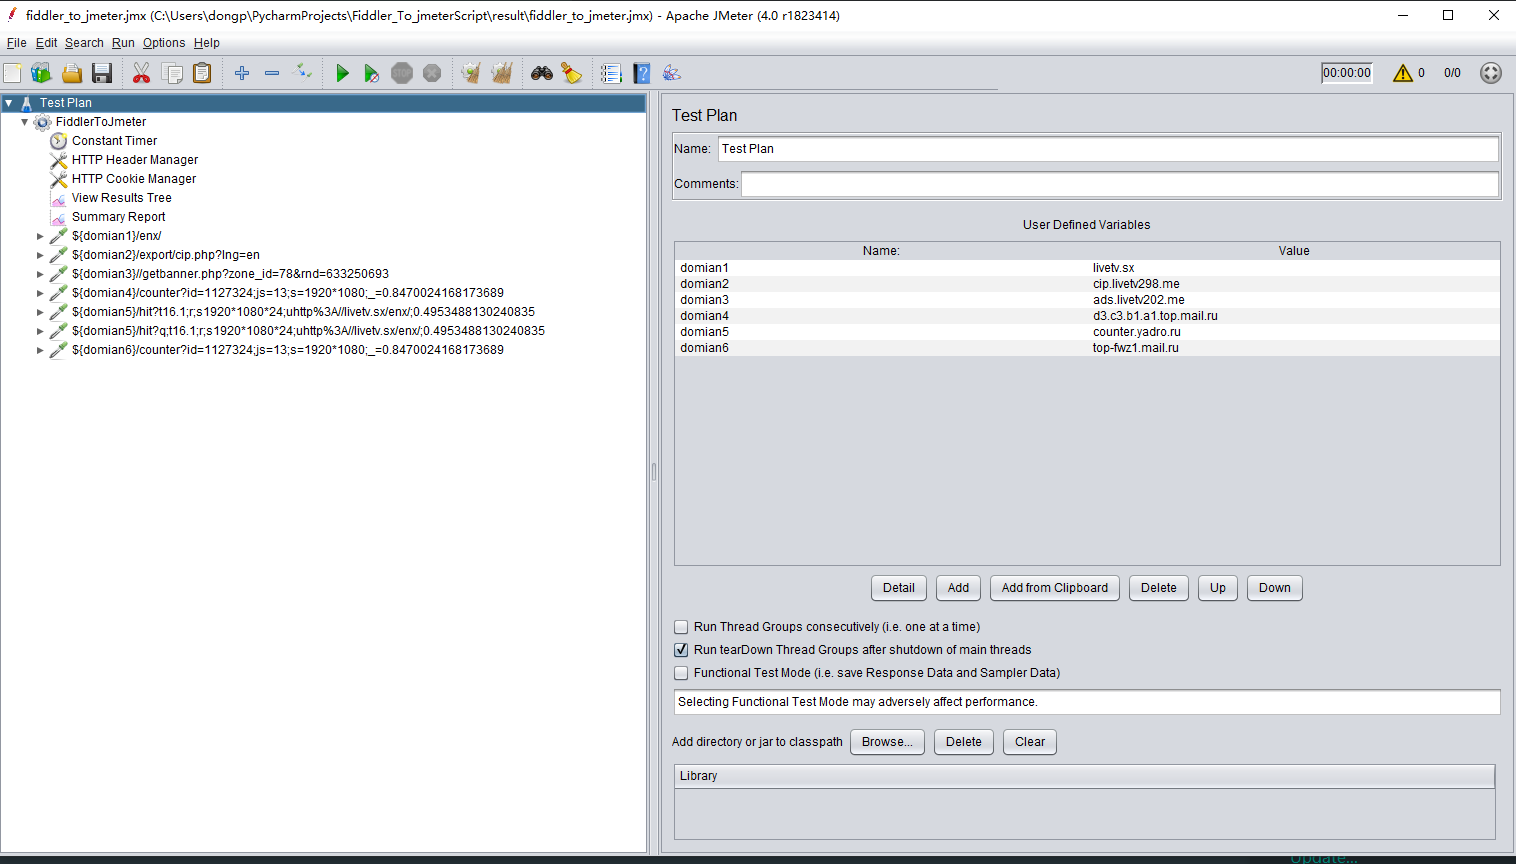 fiddler_to_jmeter.jmx (C:\Users\dongp\PycharmProjects\Fiddler_To_jmeterScript\result\fiddler_to_jmeter.jmx) - Apache JMeter (4.0 r1823414)
File Edit Search Run Options Help
STOP ? 00:00:00 0 0/0
Test Plan
FiddlerToJmeter
Constant Timer
HTTP Header Manager
HTTP Cookie Manager
View Results Tree
Summary Report
${domian1}/enx/
${domian2}/export/cip.php?lng=en
${domian3}//getbanner.php?zone_id=78&rnd=633250693
${domian4}/counter?id=1127324;js=13;s=1920*1080;_=0.8470024168173689
${domian5}/hit?t16.1;r;s1920*1080*24;uhttp%3A//livetv.sx/enx/;0.4953488130240835
${domian5}/hit?q;t16.1;r;s1920*1080*24;uhttp%3A//livetv.sx/enx/;0.4953488130240835
${domian6}/counter?id=1127324;js=13;s=1920*1080;_=0.8470024168173689
Test Plan
Name: Test Plan
Comments:
User Defined Variables
Name: Value
domian1 livetv.sx
domian2 cip.livetv298.me
domian3 ads.livetv202.me
domian4 d3.c3.b1.a1.top.mail.ru
domian5 counter.yadro.ru
domian6 top-fwz1.mail.ru
Detail Add Add from Clipboard Delete Up Down
Run Thread Groups consecutively (i.e. one at a time)
Run tearDown Thread Groups after shutdown of main threads
Functional Test Mode (i.e. save Response Data and Sampler Data)
Selecting Functional Test Mode may adversely affect performance.
Add directory or jar to classpath Browse... Delete Clear
Library
Update...